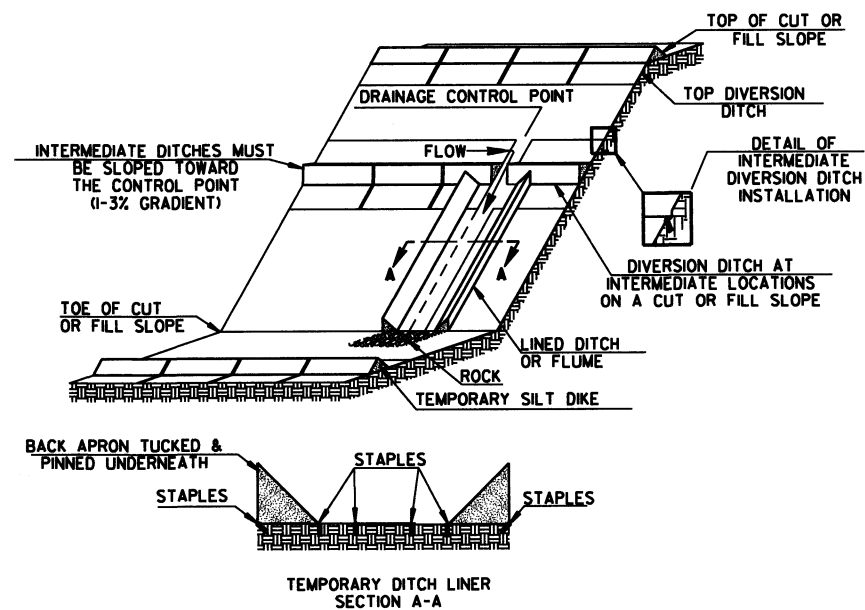 TOP OF CUT OR
FILL SLOPE
DRAINAGE CONTROL POINT
TOP DIVERSION
DITCH
INTERMEDIATE DITCHES MUST
BE SLOPED TOWARD
THE CONTROL POINT
(1-3% GRADIENT)
FLOW
DETAIL OF
INTERMEDIATE
DIVERSION DITCH
INSTALLATION
A
A
DIVERSION DITCH AT
INTERMEDIATE LOCATIONS
ON A CUT OR FILL SLOPE
TOE OF CUT
OR FILL SLOPE
LINED DITCH
OR FLUME
ROCK
TEMPORARY SILT DIKE
BACK APRON TUCKED &
PINNED UNDERNEATH
STAPLES
STAPLES
STAPLES
TEMPORARY DITCH LINER
SECTION A-A